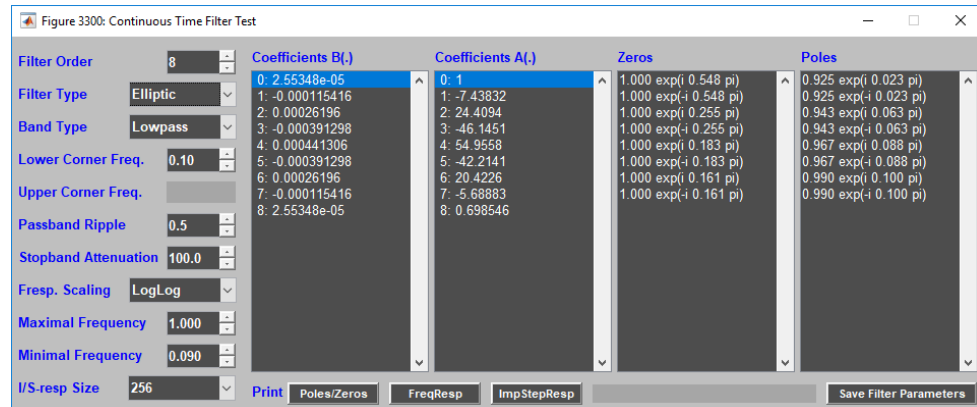 Figure 3300: Continuous Time Filter Test
Filter Order 8
Filter Type Elliptic
Band Type Lowpass
Lower Corner Freq. 0.10
Upper Corner Freq.
Passband Ripple 0.5
Stopband Attenuation 100.0
Fresp. Scaling LogLog
Maximal Frequency 1.000
Minimal Frequency 0.090
I/S-resp Size 256
Coefficients B(.)
0: 2.55348e-05
1: -0.000115416
2: 0.00026196
3: -0.000391298
4: 0.000441306
5: -0.000391298
6: 0.00026196
7: -0.000115416
8: 2.55348e-05
Coefficients A(.)
0: 1
1: -7.43832
2: 24.4094
3: -46.1451
4: 54.9558
5: -42.2141
6: 20.4226
7: -5.68883
8: 0.698546
Zeros
1.000 exp(i 0.548 pi)
1.000 exp(-i 0.548 pi)
1.000 exp(i 0.255 pi)
1.000 exp(-i 0.255 pi)
1.000 exp(i 0.183 pi)
1.000 exp(-i 0.183 pi)
1.000 exp(i 0.161 pi)
1.000 exp(-i 0.161 pi)
Poles
0.925 exp(i 0.023 pi)
0.925 exp(-i 0.023 pi)
0.943 exp(i 0.063 pi)
0.943 exp(-i 0.063 pi)
0.967 exp(i 0.088 pi)
0.967 exp(-i 0.088 pi)
0.990 exp(i 0.100 pi)
0.990 exp(-i 0.100 pi)
Print Poles/Zeros FreqResp ImpStepResp Save Filter Parameters